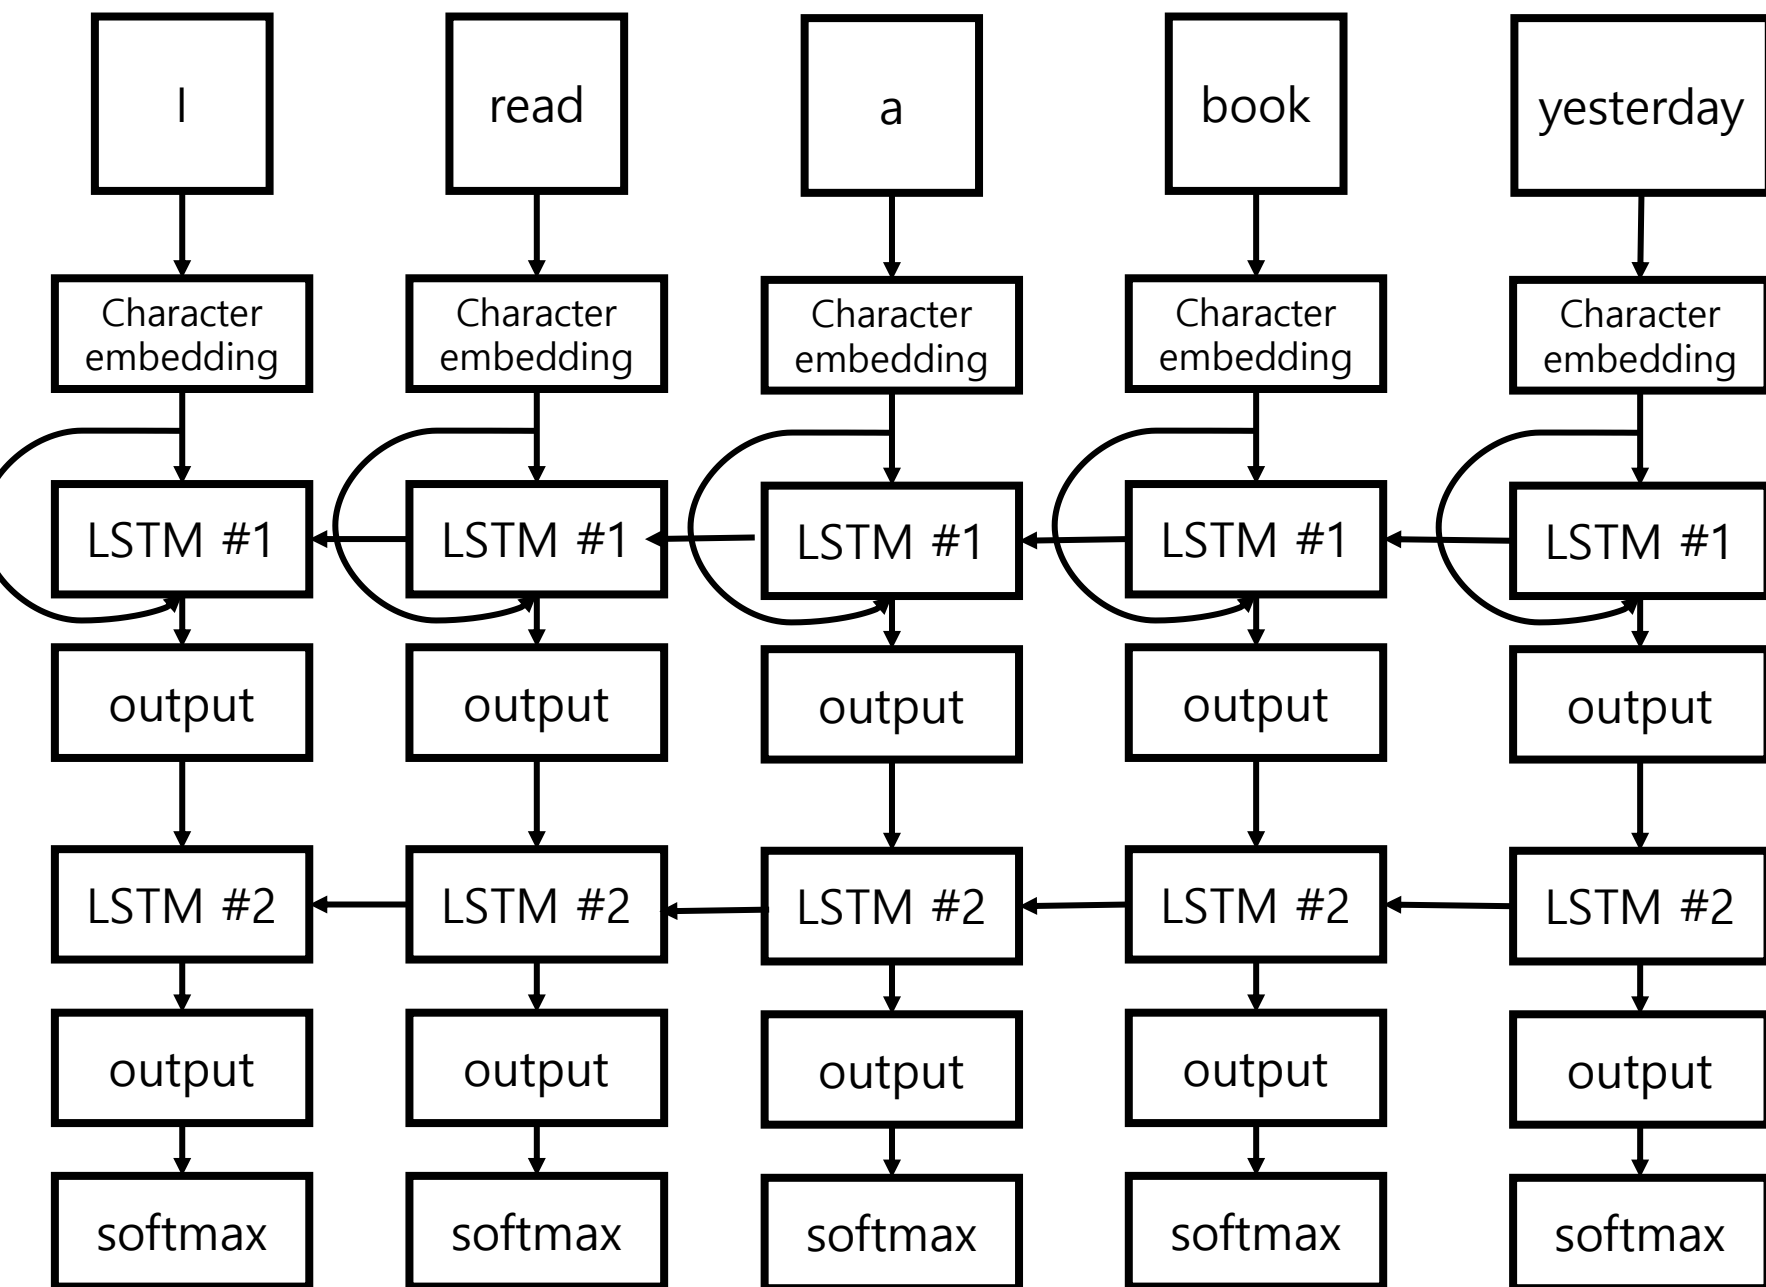 I
read
a
book
yesterday
Character
embedding
Character
embedding
Character
embedding
Character
embedding
Character
embedding
LSTM #1
LSTM #1
LSTM #1
LSTM #1
LSTM #1
output
output
output
output
output
LSTM #2
LSTM #2
LSTM #2
LSTM #2
LSTM #2
output
output
output
output
output
softmax
softmax
softmax
softmax
softmax